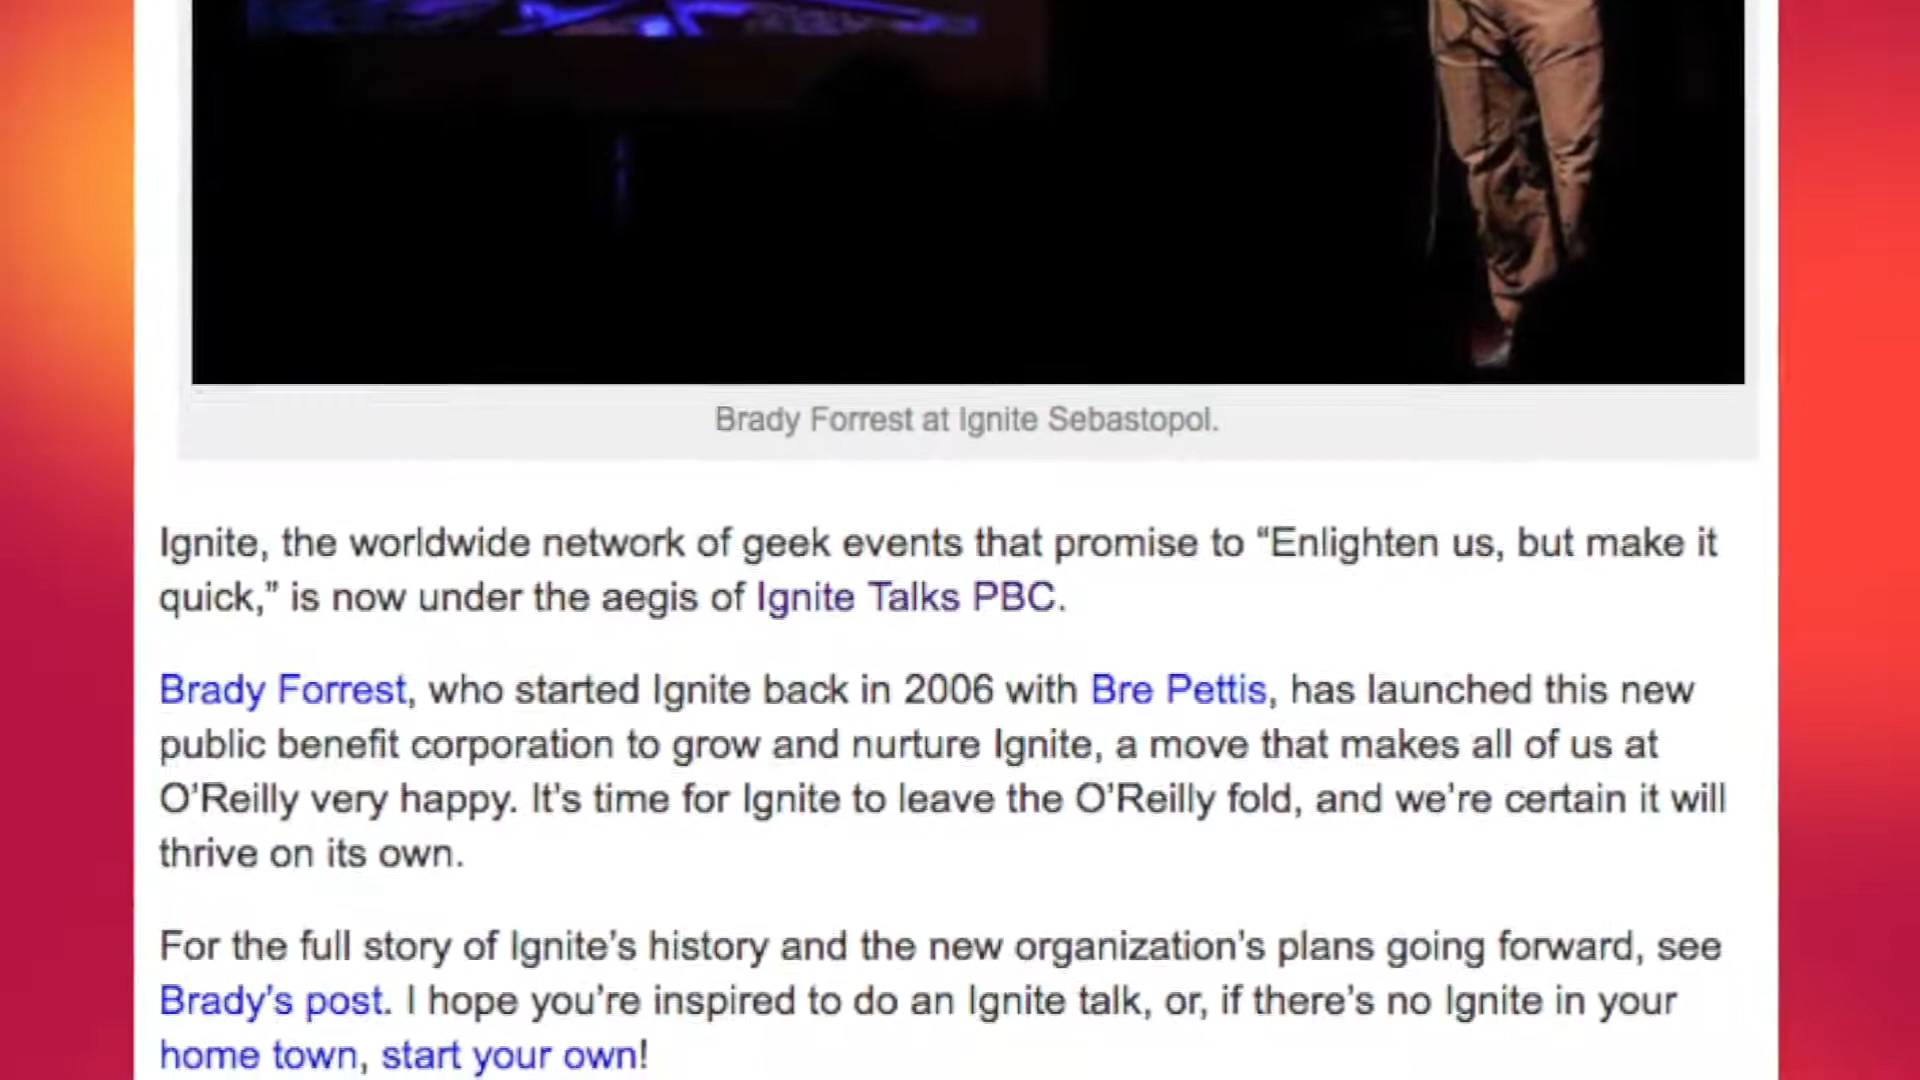 Brady Forrest at Ignite Sebastopol.
Ignite, the worldwide network of geek events that promise to “Enlighten us, but make it
quick,” is now under the aegis of Ignite Talks PBC.
Brady Forrest, who started Ignite back in 2006 with Bre Pettis, has launched this new
public benefit corporation to grow and nurture Ignite, a move that makes all of us at
O’Reilly very happy. It’s time for Ignite to leave the O’Reilly fold, and we’re certain it will
thrive on its own.
For the full story of Ignite’s history and the new organization’s plans going forward, see
Brady’s post. I hope you’re inspired to do an Ignite talk, or, if there’s no Ignite in your
home town, start your own!